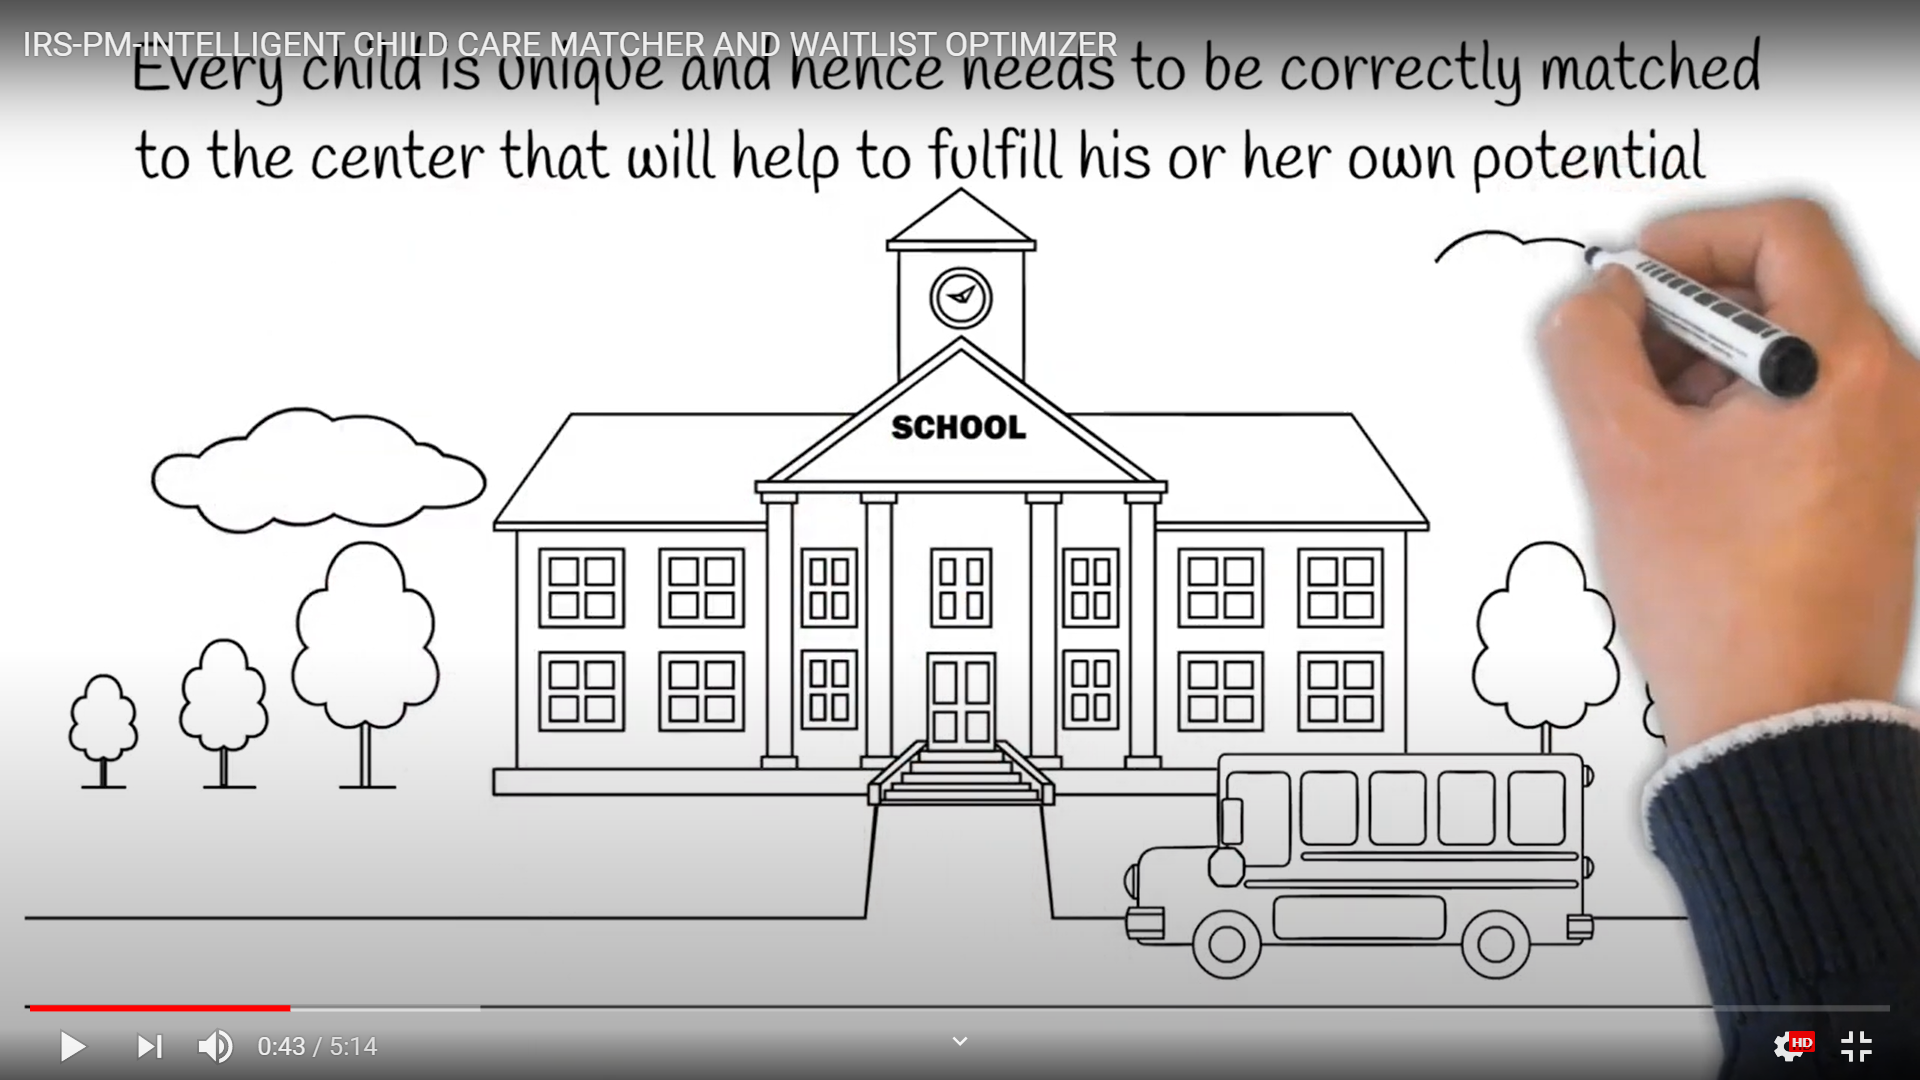 IRS-PM-INTELLIGENT CHILD CARE MATCHER AND WAITLIST OPTIMIZER
Every child is unique and hence needs to be correctly matched
to the center that will help to fulfill his or her own potential
SCHOOL
0:43 / 5:14
HD